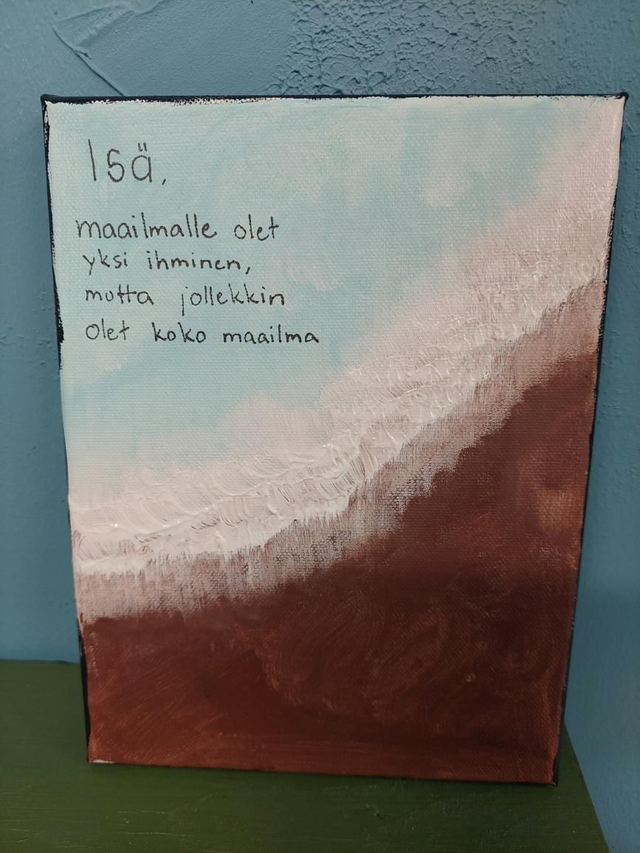 Isä,
maailmalle olet
yksi ihminen,
mutta jollekkin
olet koko maailma